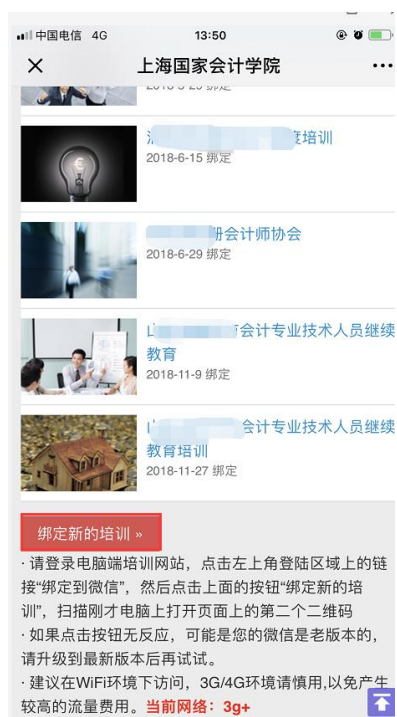 中国电信 4G 13:50
上海国家会计学院
度培训
2018-6-15 绑定
册会计师协会
2018-6-29 绑定
会计专业技术人员继续
教育
2018-11-9 绑定
会计专业技术人员继续
教育培训
2018-11-27 绑定
绑定新的培训 »
· 请登录电脑端培训网站，点击左上角登陆区域上的链
接“绑定到微信”，然后点击上面的按钮“绑定新的培
训”，扫描刚才电脑上打开页面上的第二个二维码
· 如果点击按钮无反应，可能是您的微信是老版本的，
请升级到最新版本后再试试。
· 建议在WiFi环境下访问，3G/4G环境请慎用,以免产生
较高的流量费用。当前网络：3g+